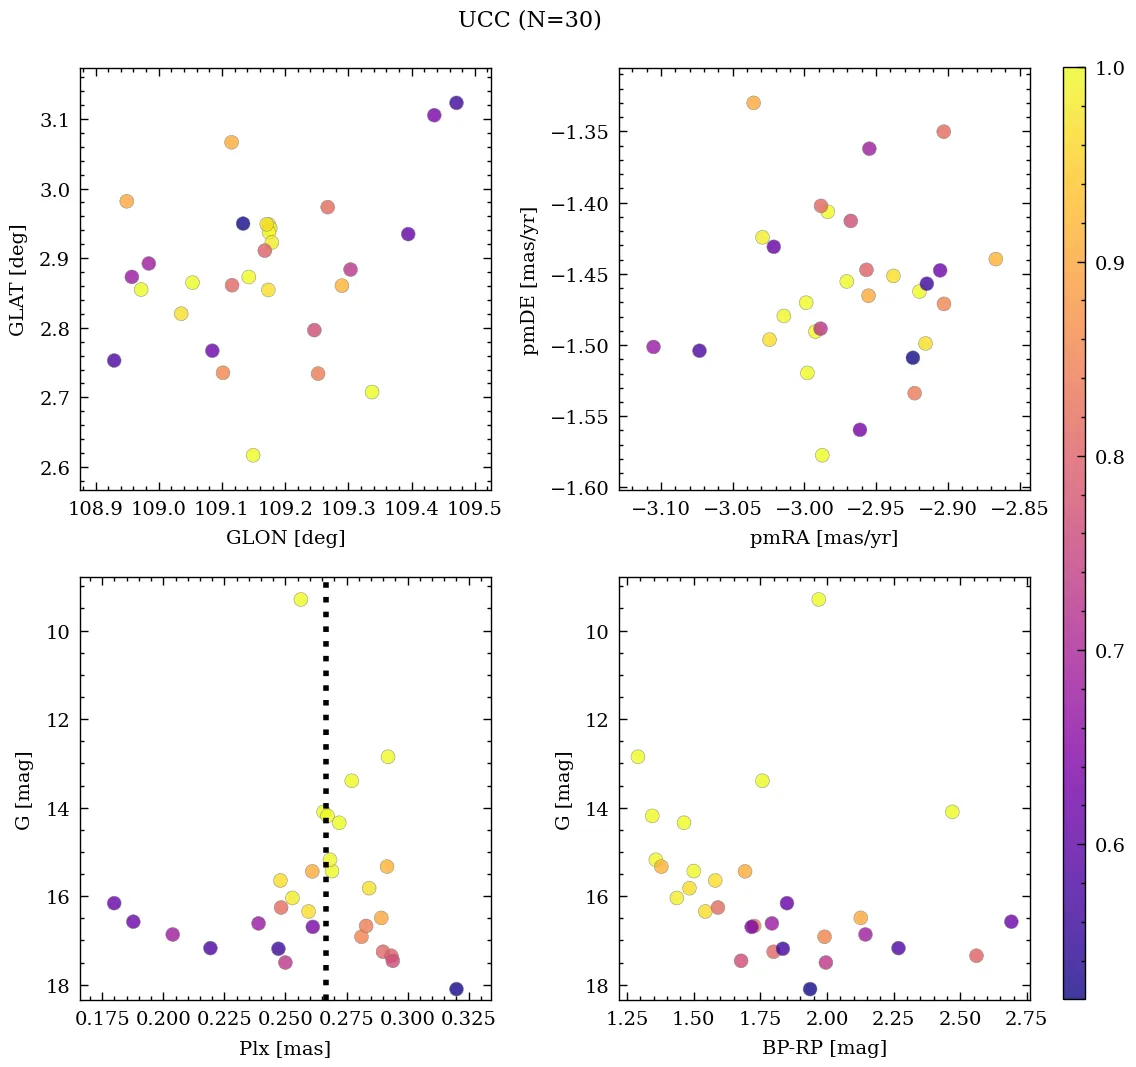 UCC (N=30)
3.1
3.0
2.9
2.8
2.7
2.6
GLAT [deg]
108.9 109.0 109.1 109.2 109.3 109.4 109.5
GLON [deg]
−1.35
−1.40
−1.45
−1.50
−1.55
−1.60
pmDE [mas/yr]
−3.10 −3.05 −3.00 −2.95 −2.90 −2.85
pmRA [mas/yr]
10
12
14
16
18
G [mag]
0.175 0.200 0.225 0.250 0.275 0.300 0.325
Plx [mas]
10
12
14
16
18
G [mag]
1.25 1.50 1.75 2.00 2.25 2.50 2.75
BP-RP [mag]
1.0
0.9
0.8
0.7
0.6